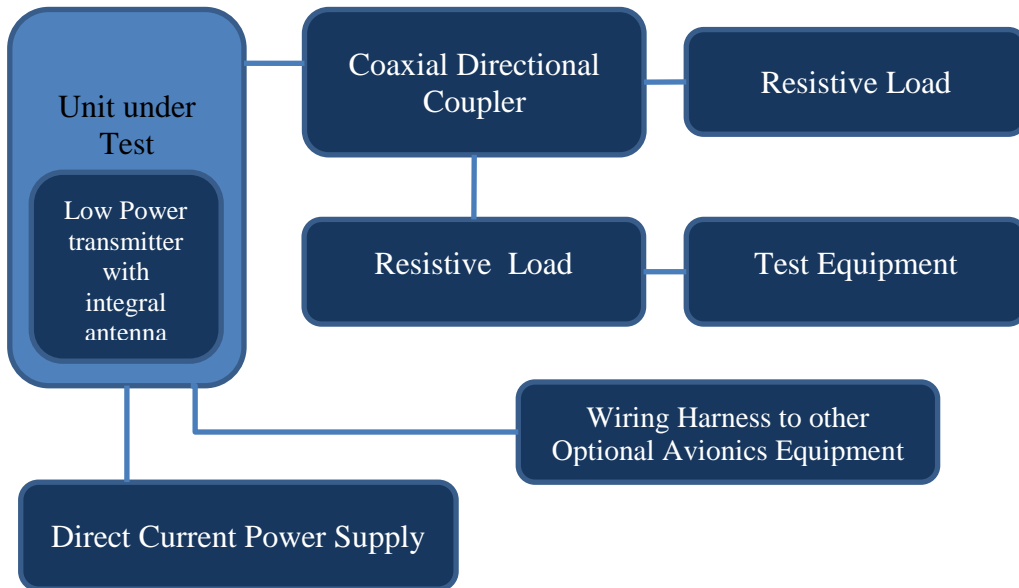 Unit under
Test
Low Power
transmitter
with
integral
antenna
Coaxial Directional
Coupler
Resistive Load
Resistive Load
Test Equipment
Wiring Harness to other
Optional Avionics Equipment
Direct Current Power Supply